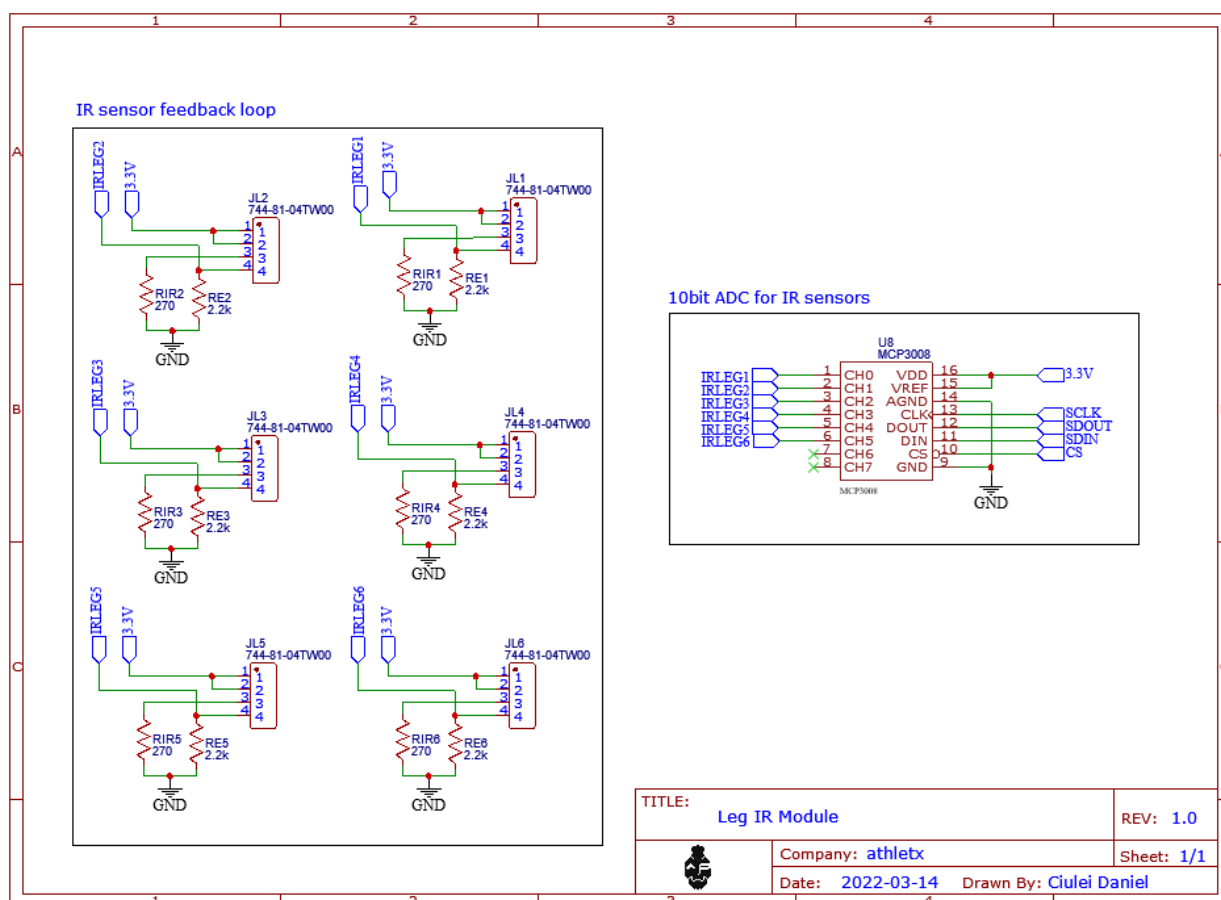 1 2 3 4
A
B
C
IR sensor feedback loop
IRLEG2
3.3V
JL2
744-81-04TW00
1 1
2 2
3 3
4 4
RIR2
270
RE2
2.2k
GND
IRLEG1
3.3V
JL1
744-81-04TW00
1 1
2 2
3 3
4 4
RIR1
270
RE1
2.2k
GND
IRLEG3
3.3V
JL3
744-81-04TW00
1 1
2 2
3 3
4 4
RIR3
270
RE3
2.2k
GND
IRLEG4
3.3V
JL4
744-81-04TW00
1 1
2 2
3 3
4 4
RIR4
270
RE4
2.2k
GND
IRLEG5
3.3V
JL5
744-81-04TW00
1 1
2 2
3 3
4 4
RIR5
270
RE5
2.2k
GND
IRLEG6
3.3V
JL6
744-81-04TW00
1 1
2 2
3 3
4 4
RIR6
270
RE6
2.2k
GND
10bit ADC for IR sensors
U8
MCP3008
IRLEG1 1 CH0 VDD 16 3.3V
IRLEG2 2 CH1 VREF 15
IRLEG3 3 CH2 AGND 14
IRLEG4 4 CH3 CLK 13 SCLK
IRLEG5 5 CH4 DOUT 12 SDOUT
IRLEG6 6 CH5 DIN 11 SDIN
7 CH6 CS 10 CS
8 CH7 GND 9
MCP3008
GND
TITLE:
Leg IR Module
REV: 1.0
Company: athletx
Sheet: 1/1
Date: 2022-03-14 Drawn By: Ciulei Daniel
1 2 3 4